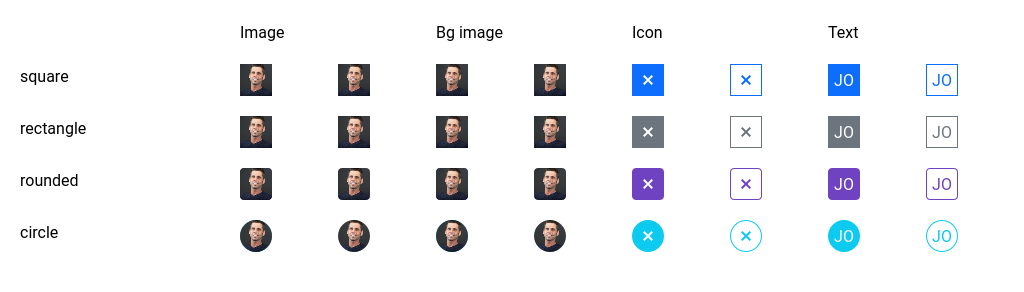 Image Bg image Icon Text
square JO JO
rectangle JO JO
rounded JO JO
circle JO JO